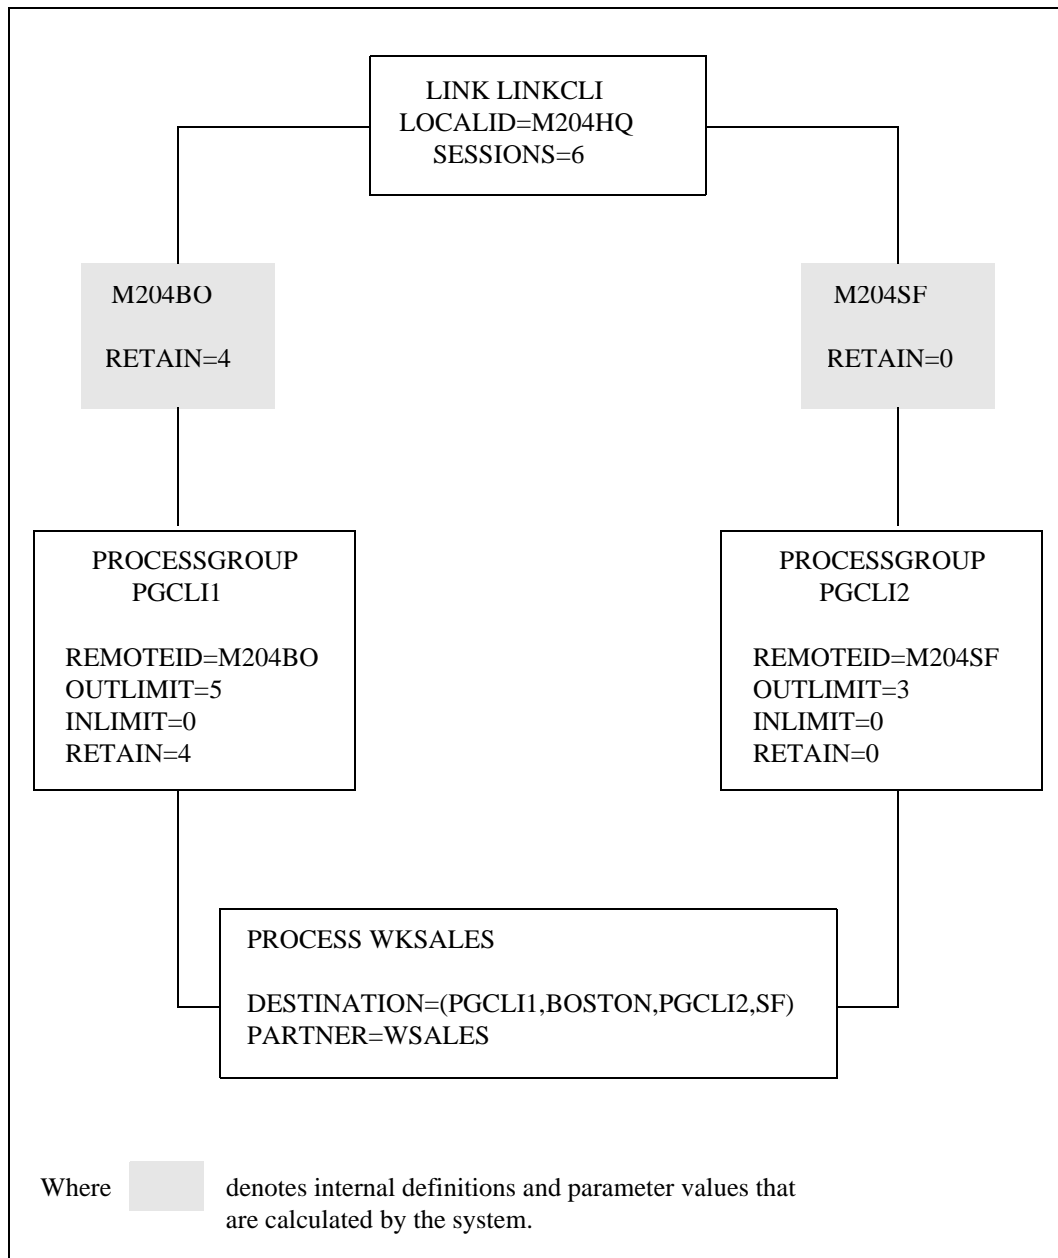 LINK LINKCLI
LOCALID=M204HQ
SESSIONS=6
M204BO
RETAIN=4
M204SF
RETAIN=0
PROCESSGROUP
PGCLI1
REMOTEID=M204BO
OUTLIMIT=5
INLIMIT=0
RETAIN=4
PROCESSGROUP
PGCLI2
REMOTEID=M204SF
OUTLIMIT=3
INLIMIT=0
RETAIN=0
PROCESS WKSALES
DESTINATION=(PGCLI1,BOSTON,PGCLI2,SF)
PARTNER=WSALES
Where denotes internal definitions and parameter values that
are calculated by the system.